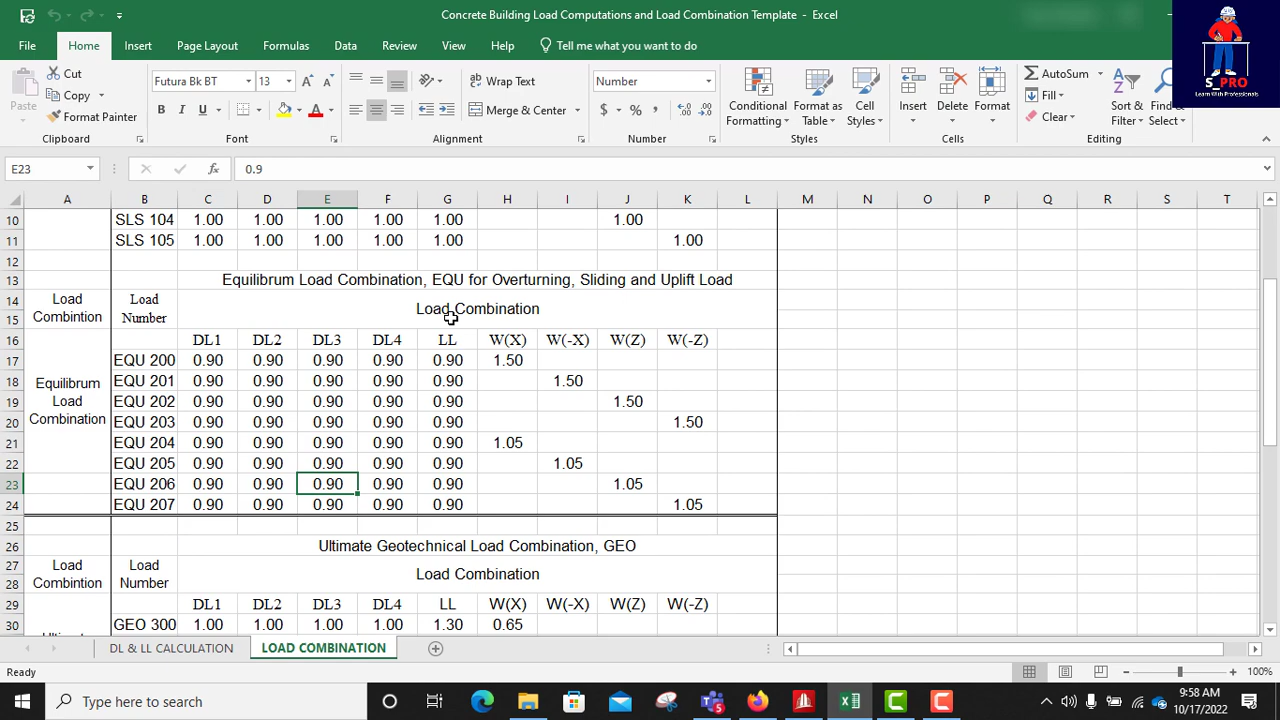 Concrete Building Load Computations and Load Combination Template - Excel
File Home Insert Page Layout Formulas Data Review View Help Tell me what you want to do
Paste
Cut
Copy
Format Painter
Clipboard
Futura Bk BT 13 A A
B I U A
Font
ab Wrap Text
Merge & Center
Alignment
Number
$ % ,
Number
Conditional Formatting
Format as Table
Cell Styles
Styles
Insert Delete Format
Cells
AutoSum
Fill
Clear
Sort & Filter
Find & Select
Editing
S_PRO
Learn With Professionals
E23 fx 0.9
A B C D E F G H I J K L M N O P Q R S T
10 SLS 104 1.00 1.00 1.00 1.00 1.00 1.00
11 SLS 105 1.00 1.00 1.00 1.00 1.00 1.00
12
13 Equilibrum Load Combination, EQU for Overturning, Sliding and Uplift Load
14 Load Load Load Combination
15 Combintion Number
16 DL1 DL2 DL3 DL4 LL W(X) W(-X) W(Z) W(-Z)
Equilibrum
Load
Combination
17 EQU 200 0.90 0.90 0.90 0.90 0.90 1.50
18 EQU 201 0.90 0.90 0.90 0.90 0.90 1.50
19 EQU 202 0.90 0.90 0.90 0.90 0.90 1.50
20 EQU 203 0.90 0.90 0.90 0.90 0.90 1.50
21 EQU 204 0.90 0.90 0.90 0.90 0.90 1.05
22 EQU 205 0.90 0.90 0.90 0.90 0.90 1.05
23 EQU 206 0.90 0.90 0.90 0.90 0.90 1.05
24 EQU 207 0.90 0.90 0.90 0.90 0.90 1.05
25
26 Ultimate Geotechnical Load Combination, GEO
27 Load Load Load Combination
28 Combintion Number
29 DL1 DL2 DL3 DL4 LL W(X) W(-X) W(Z) W(-Z)
30 GEO 300 1.00 1.00 1.00 1.00 1.30 0.65
DL & LL CALCULATION LOAD COMBINATION
Ready 100%
Type here to search
9:58 AM
10/17/2022